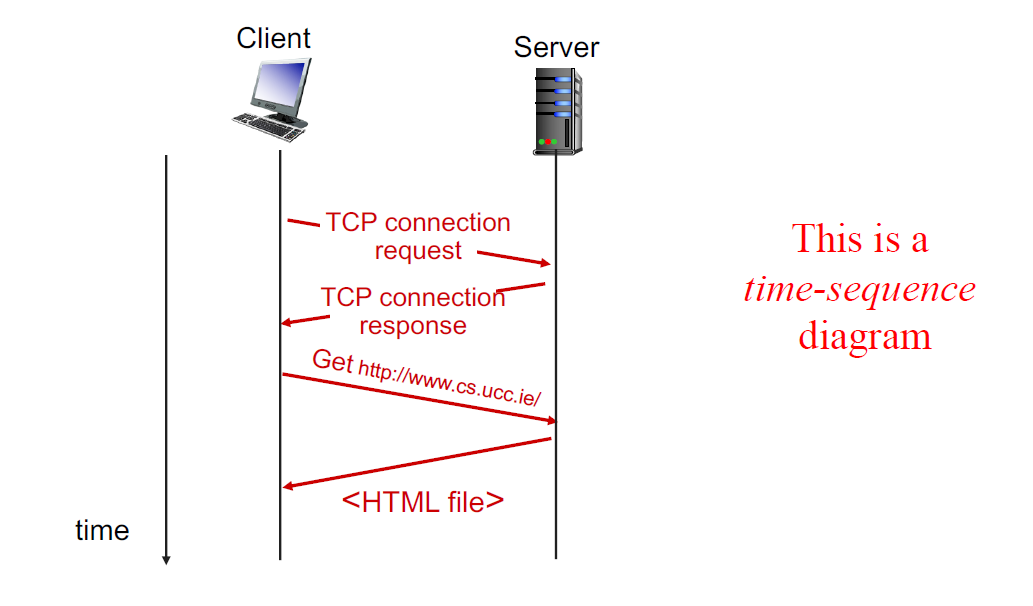 Client
Server
TCP connection
request
TCP connection
response
Get http://www.cs.ucc.ie/
<HTML file>
time
This is a
time-sequence
diagram